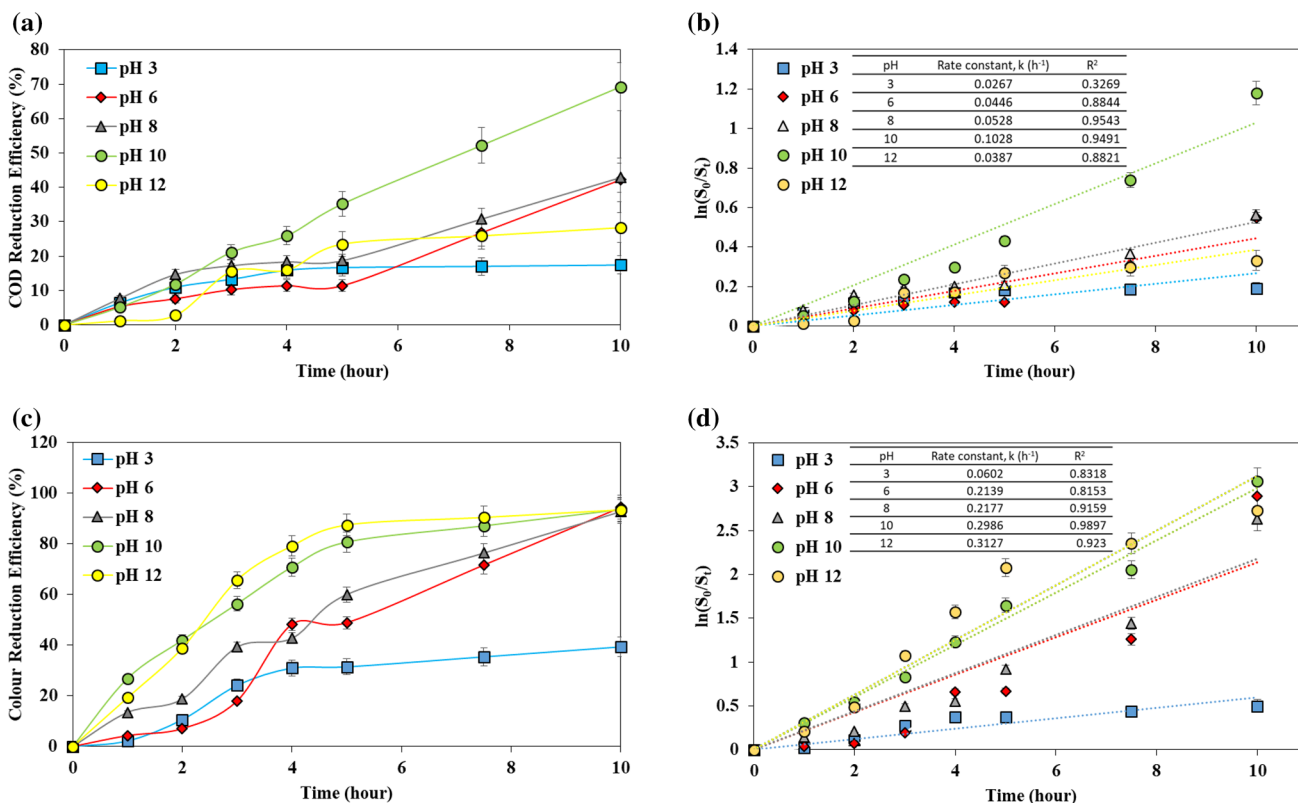 (a)
COD Reduction Efficiency (%)
80
70
60
50
40
30
20
10
0
pH 3
pH 6
pH 8
pH 10
pH 12
0 2 4 6 8 10
Time (hour)
(b)
ln(S₀/Sₜ)
1.4
1.2
1
0.8
0.6
0.4
0.2
0
pH 3
pH 6
pH 8
pH 10
pH 12
pH Rate constant, k (h⁻¹) R²
3 0.0267 0.3269
6 0.0446 0.8844
8 0.0528 0.9543
10 0.1028 0.9491
12 0.0387 0.8821
0 2 4 6 8 10
Time (hour)
(c)
Colour Reduction Efficiency (%)
120
100
80
60
40
20
0
pH 3
pH 6
pH 8
pH 10
pH 12
0 2 4 6 8 10
Time (hour)
(d)
ln(S₀/Sₜ)
3.5
3
2.5
2
1.5
1
0.5
0
pH 3
pH 6
pH 8
pH 10
pH 12
pH Rate constant, k (h⁻¹) R²
3 0.0602 0.8318
6 0.2139 0.8153
8 0.2177 0.9159
10 0.2986 0.9897
12 0.3127 0.923
0 2 4 6 8 10
Time (hour)